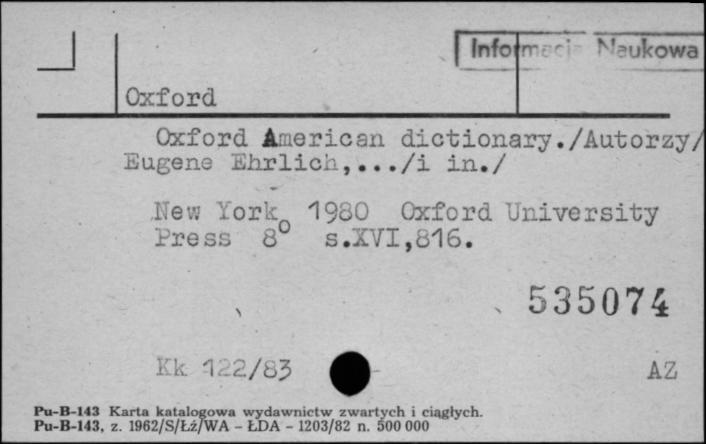 Informacja Naukowa
Oxford
Oxford American dictionary./Autorzy/
Eugene Ehrlich,.../i in./
New York 1980 Oxford University
Press 8° s.XVI,816.
535074
Kk 122/83
AZ
Pu-B-143 Karta katalogowa wydawnictw zwartych i ciągłych.
Pu-B-143, z. 1962/S/Łź/WA - ŁDA - 1203/82 n. 500 000